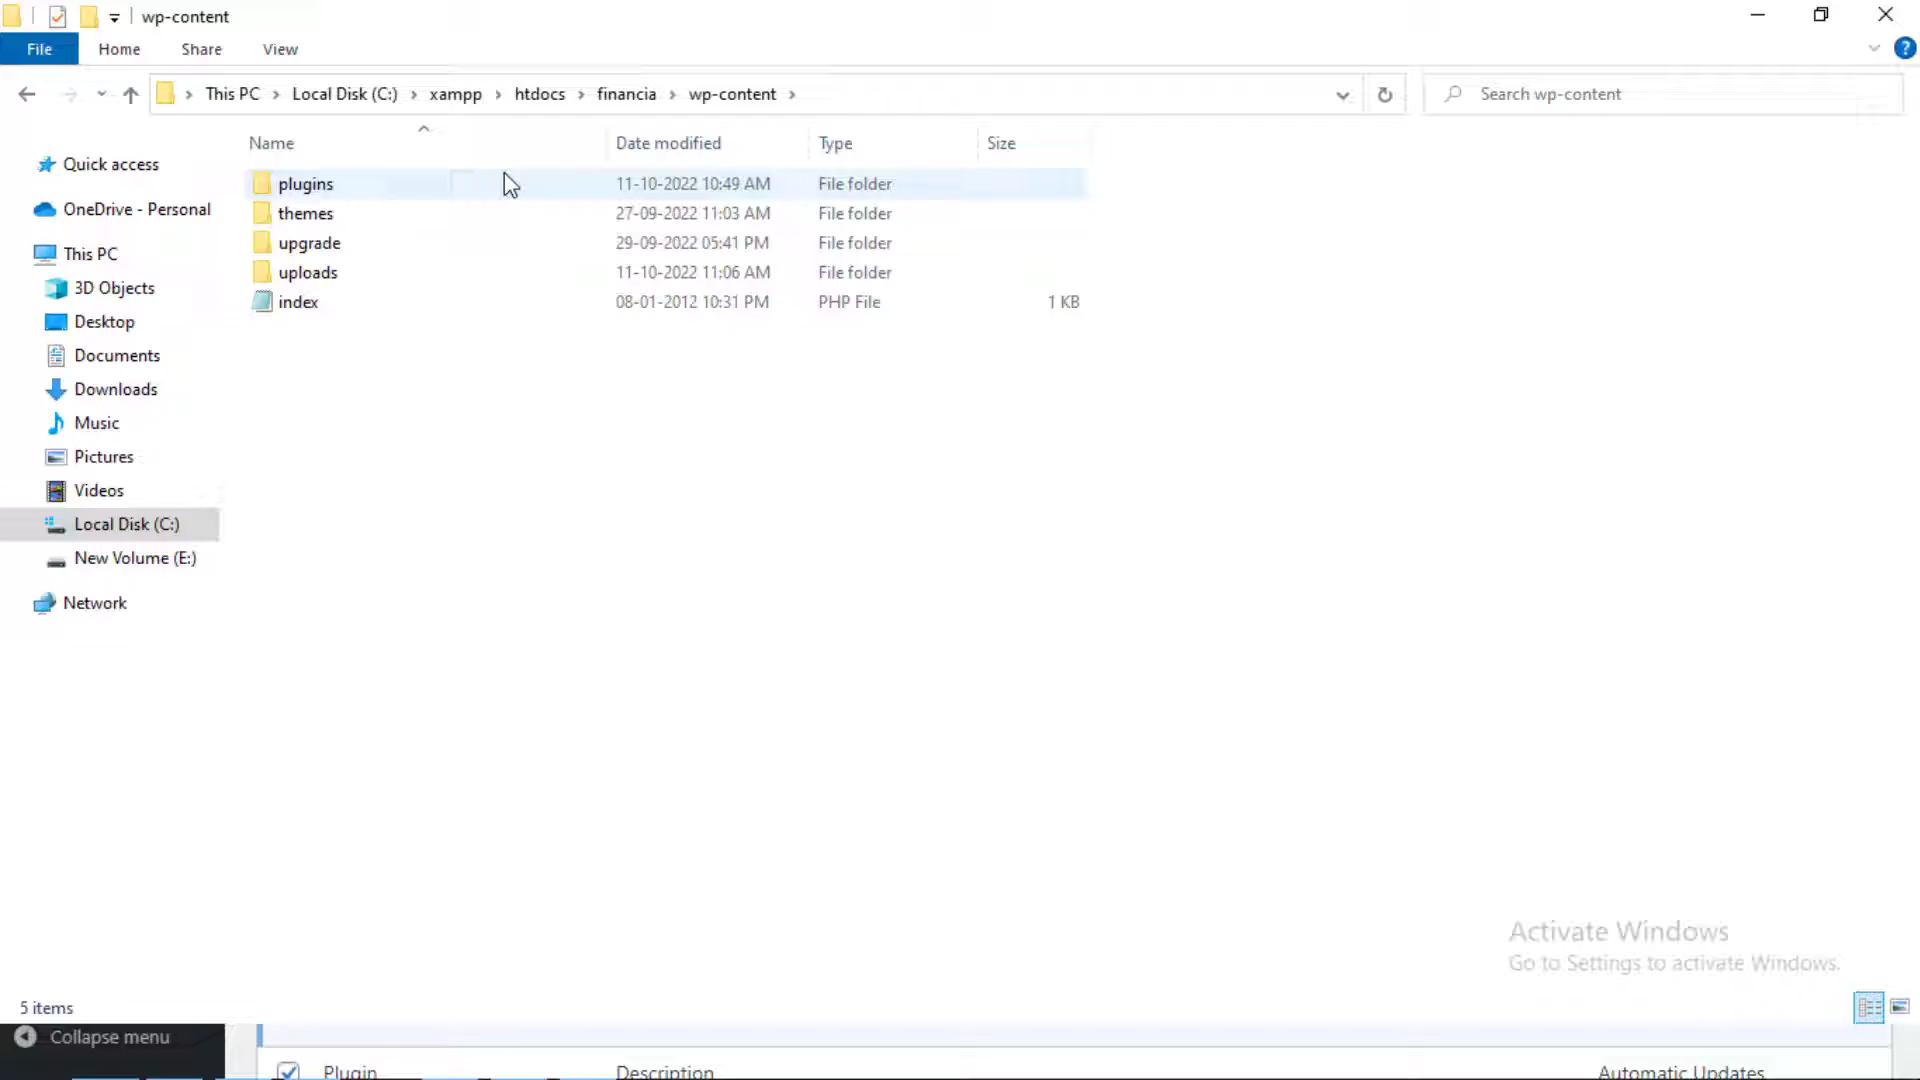 wp-content
File Home Share View
This PC Local Disk (C:) xampp htdocs financia wp-content
Search wp-content
Name Date modified Type Size
Quick access
OneDrive - Personal
This PC
3D Objects
Desktop
Documents
Downloads
Music
Pictures
Videos
Local Disk (C:)
New Volume (E:)
Network
plugins 11-10-2022 10:49 AM File folder
themes 27-09-2022 11:03 AM File folder
upgrade 29-09-2022 05:41 PM File folder
uploads 11-10-2022 11:06 AM File folder
index 08-01-2012 10:31 PM PHP File 1 KB
Activate Windows
Go to Settings to activate Windows.
5 items
Collapse menu
Plugin Description Automatic Updates